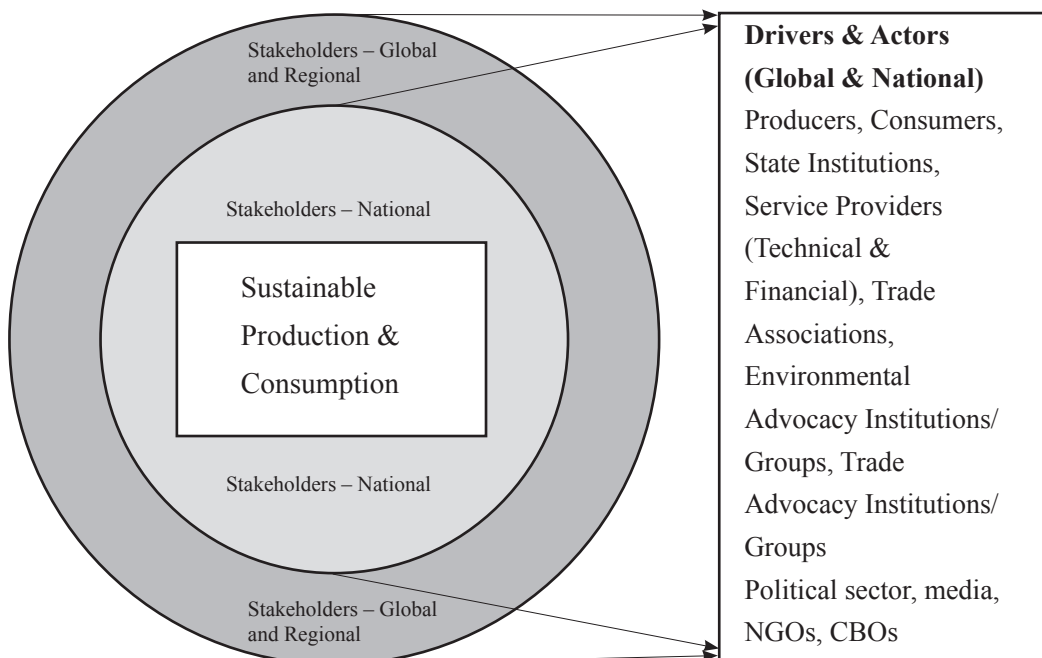 Stakeholders – Global
and Regional
Stakeholders – National
Sustainable
Production &
Consumption
Stakeholders – National
Stakeholders – Global
and Regional
Drivers & Actors
(Global & National)
Producers, Consumers,
State Institutions,
Service Providers
(Technical &
Financial), Trade
Associations,
Environmental
Advocacy Institutions/
Groups, Trade
Advocacy Institutions/
Groups
Political sector, media,
NGOs, CBOs